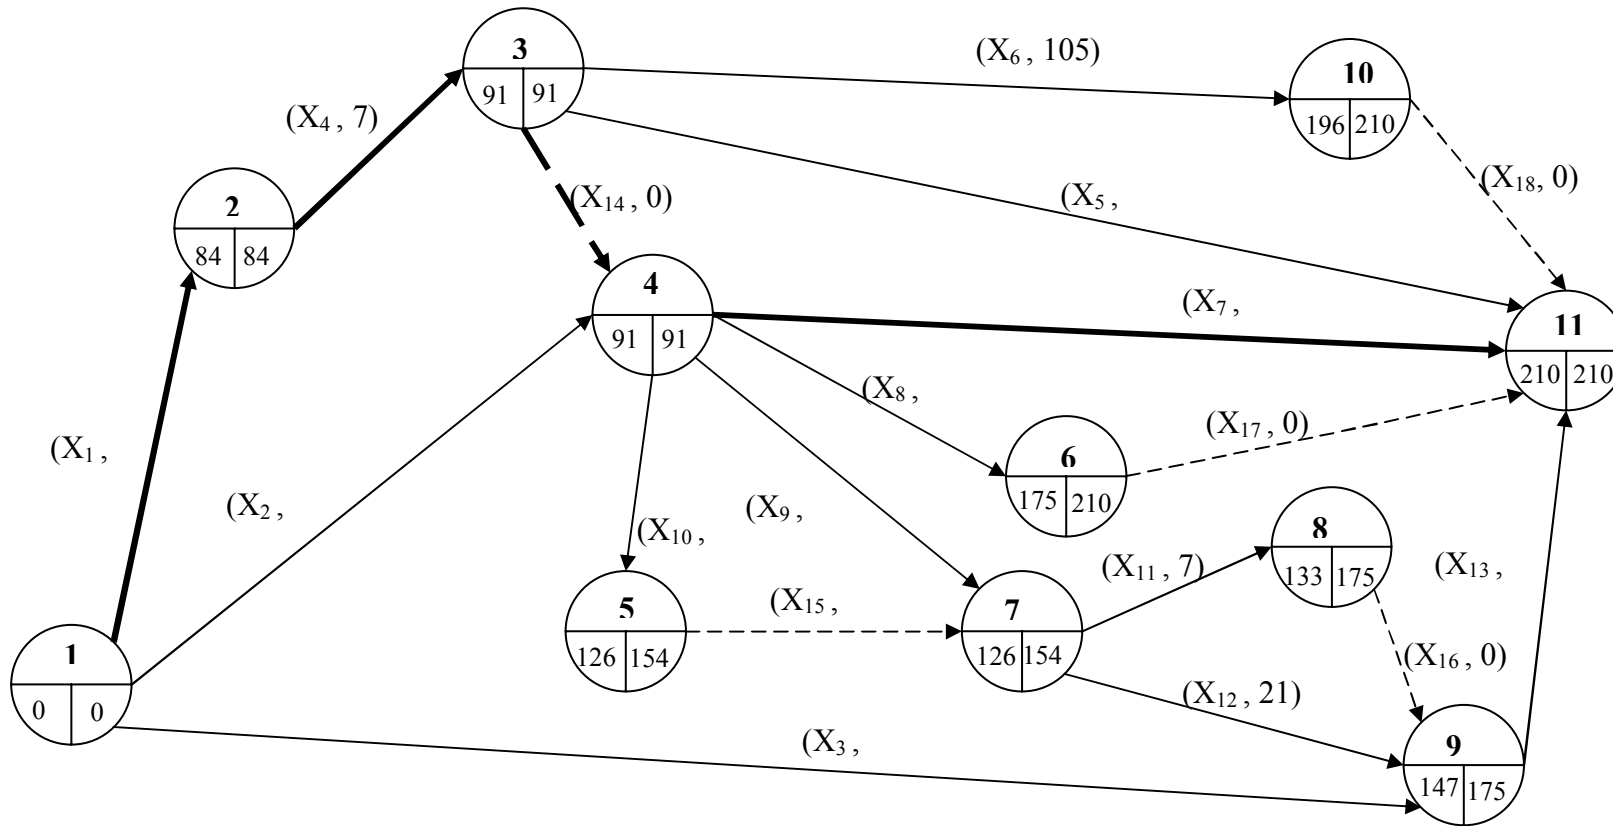 3
91 91
(X6 , 105)
10
196 210
(X4 , 7)
(X18, 0)
2
84 84
(X14 , 0)
(X5 ,
4
91 91
(X7 ,
11
210 210
(X8 ,
(X17 , 0)
6
175 210
(X1 ,
(X2 ,
(X9 ,
(X10 ,
8
133 175
(X11 , 7)
(X13 ,
5
126 154
(X15 ,
7
126 154
1
0 0
(X16 , 0)
(X12 , 21)
(X3 ,
9
147 175